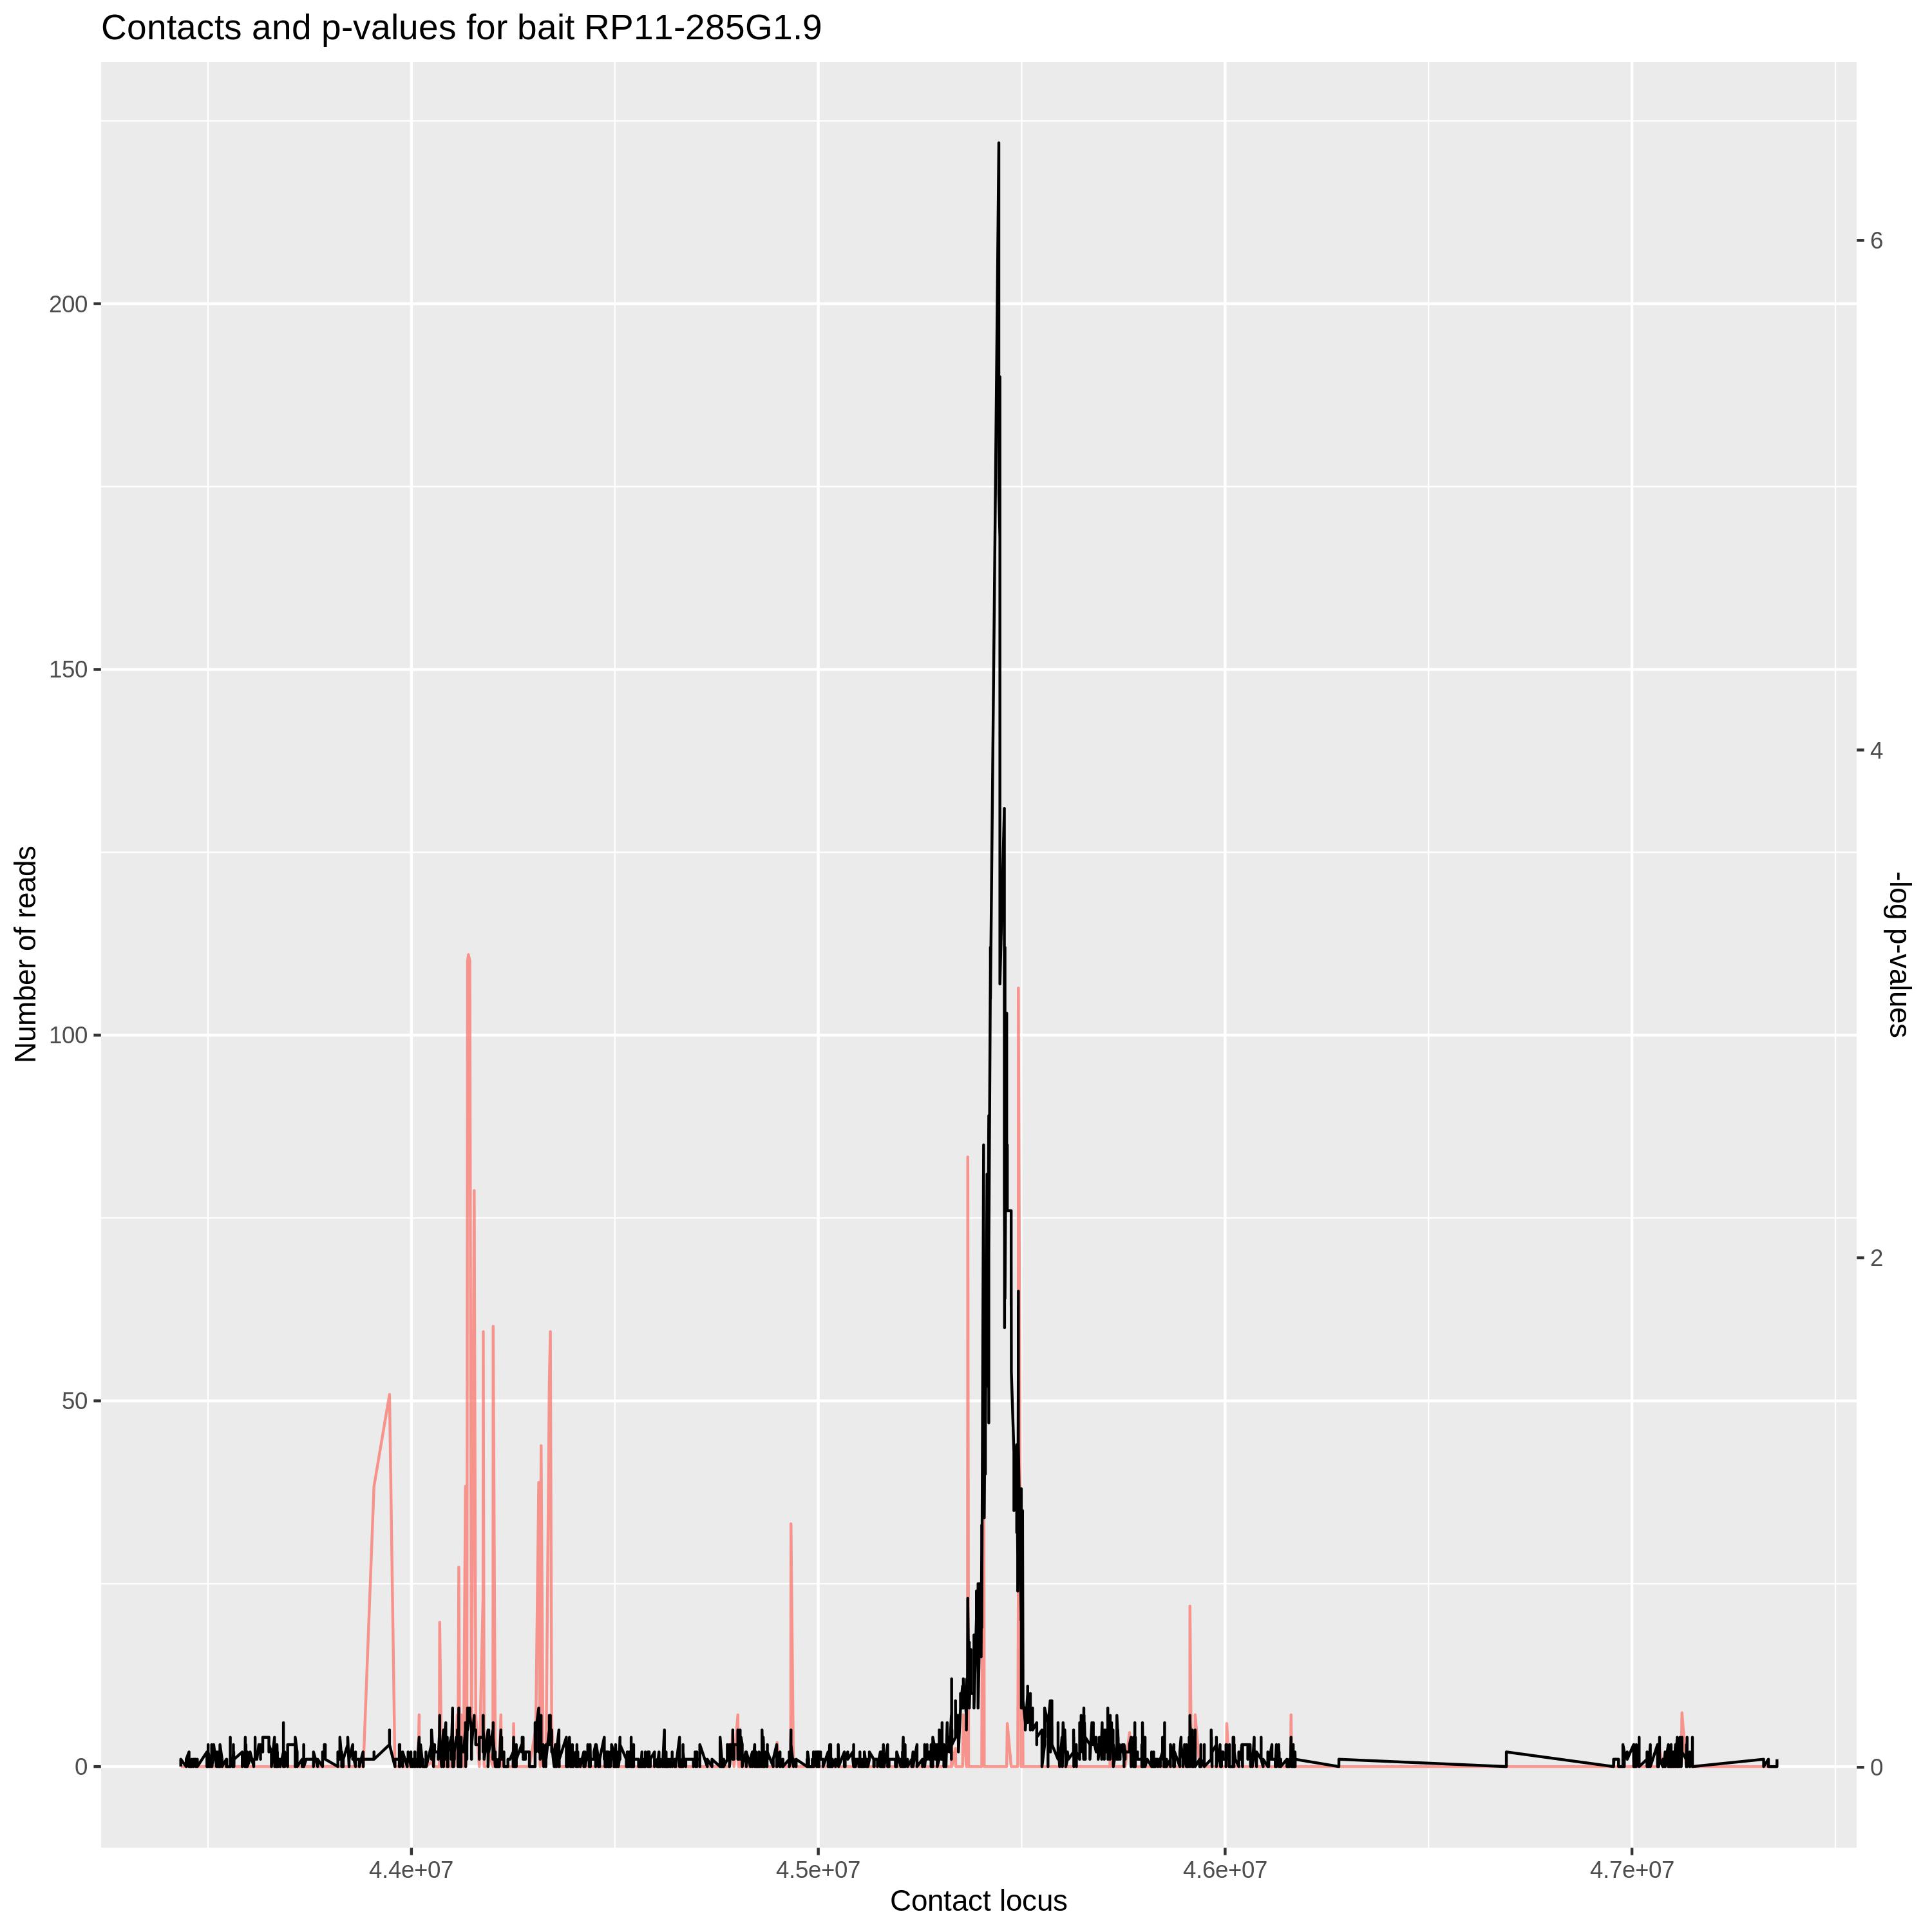 Contacts and p-values for bait RP11-285G1.9
Number of reads
200
150
100
50
0
6
4
2
0
-log p-values
4.4e+07
4.5e+07
4.6e+07
4.7e+07
Contact locus